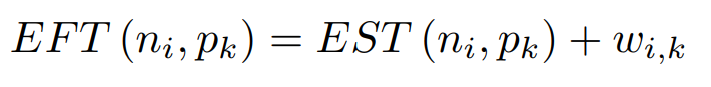 EFT (n_i, p_k) = EST (n_i, p_k) + w_{i,k}